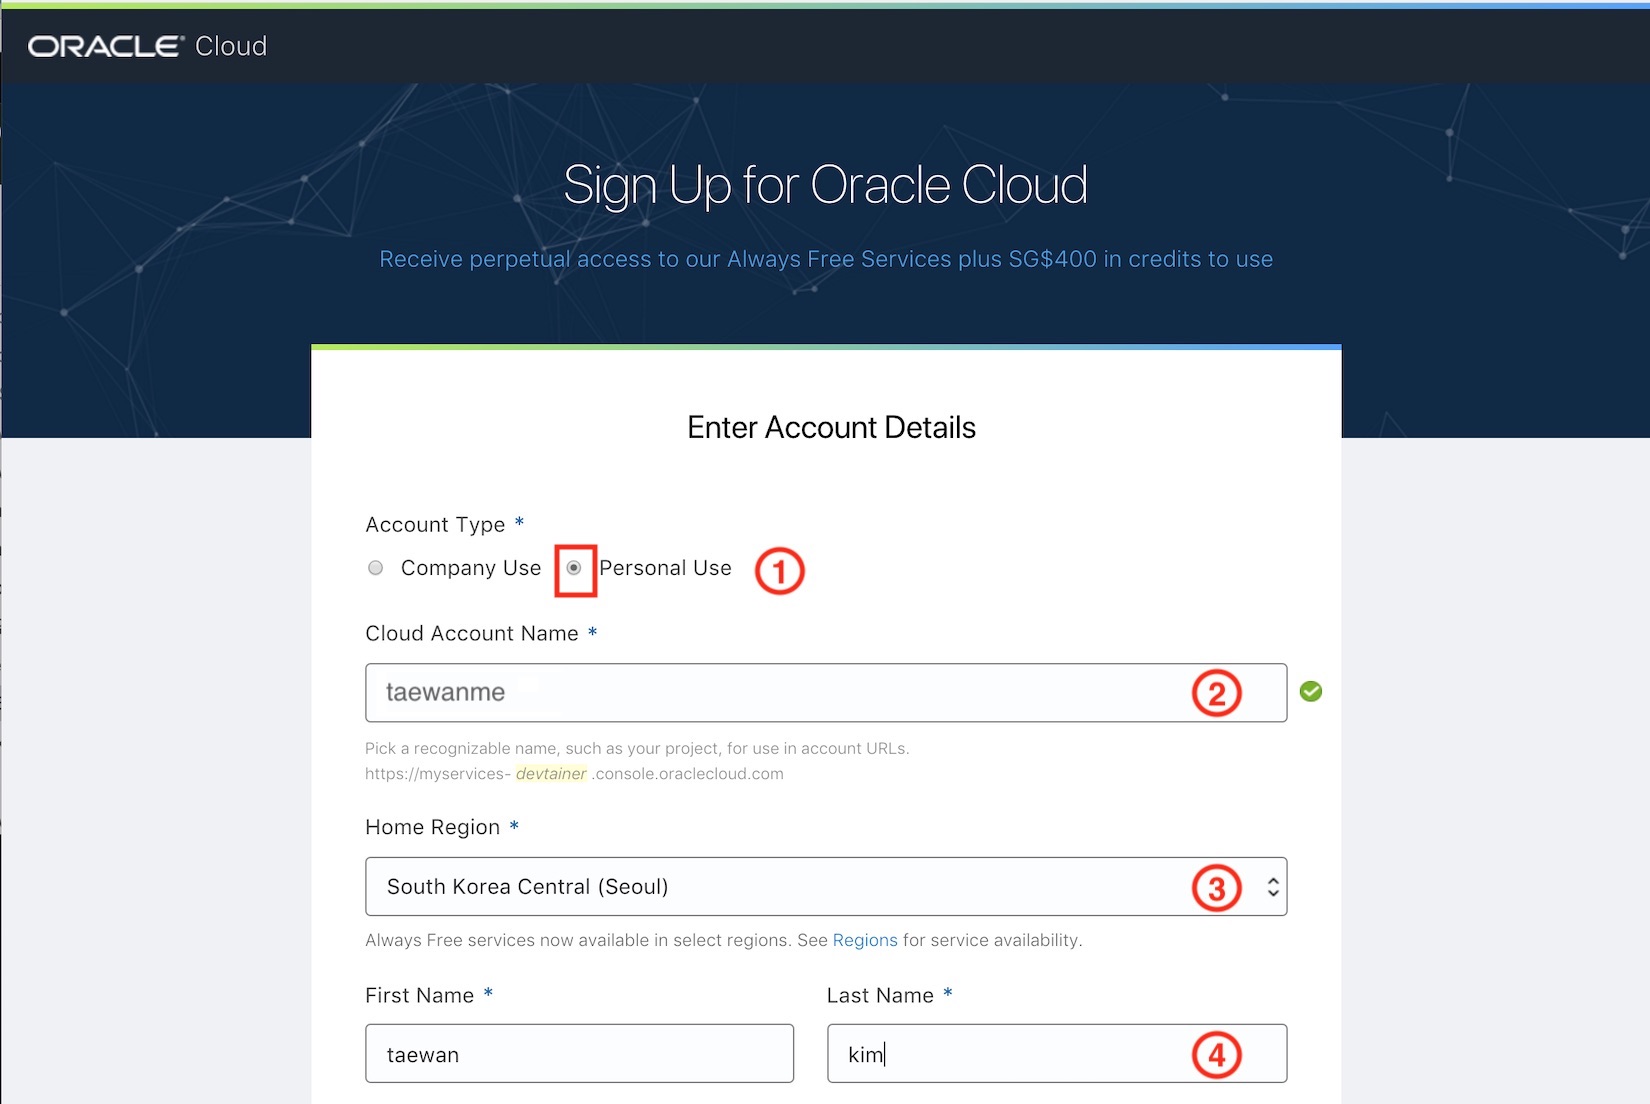 ORACLE® Cloud
Sign Up for Oracle Cloud
Receive perpetual access to our Always Free Services plus SG$400 in credits to use
Enter Account Details
Account Type *
Company Use Personal Use 1
Cloud Account Name *
taewanme 2
Pick a recognizable name, such as your project, for use in account URLs.
https://myservices- devtainer .console.oraclecloud.com
Home Region *
South Korea Central (Seoul) 3
Always Free services now available in select regions. See Regions for service availability.
First Name * Last Name *
taewan kim 4